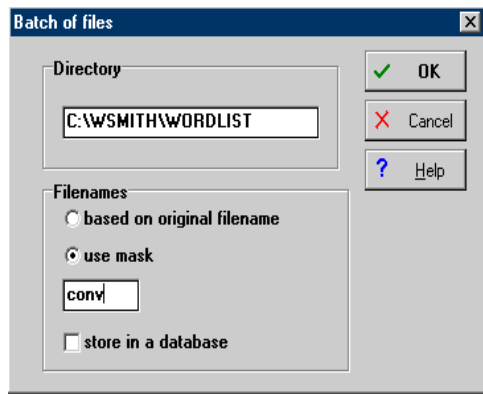 Batch of files
Directory
C:\WSMITH\WORDLIST
OK
Cancel
? Help
Filenames
based on original filename
use mask
conv
store in a database